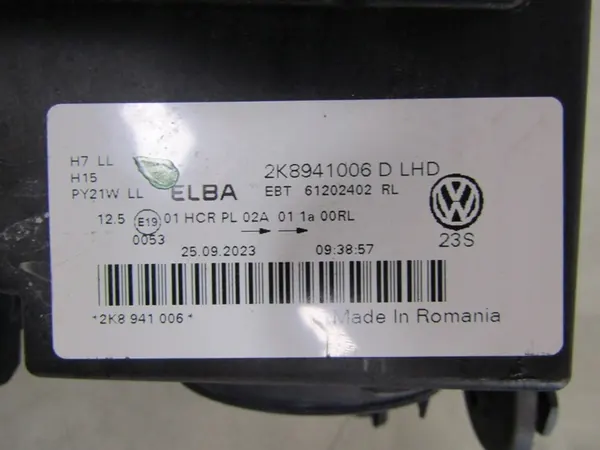 H7 LL
H15
PY21W LL
ELBA
2K8941006 D LHD
EBT 61202402 RL
12.5 E19 01 HCR PL 02A 01 1a 00RL
0053
25.09.2023 09:38:57
VW
23S
*2K8 941 006*
Made In Romania